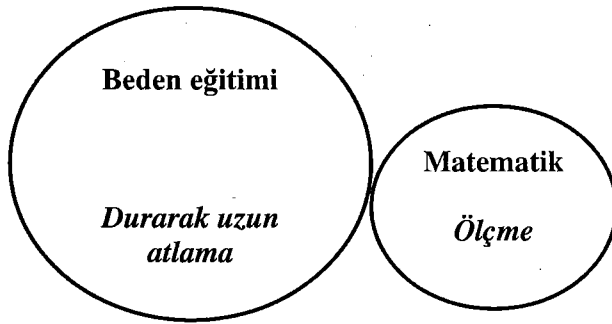 Beden eğitimi
Durarak uzun
atlama
Matematik
Ölçme